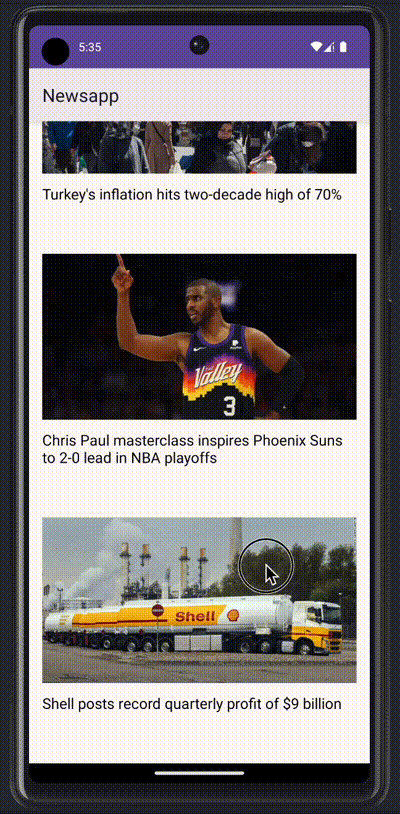 5:35
Newsapp
Turkey's inflation hits two-decade high of 70%
Valley
3
Chris Paul masterclass inspires Phoenix Suns
to 2-0 lead in NBA playoffs
Shell
Shell posts record quarterly profit of $9 billion